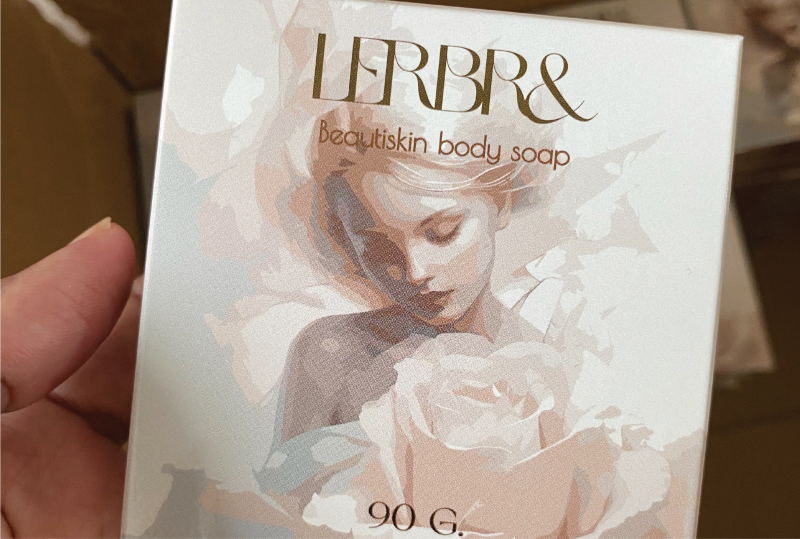 LERBR&
Beautiskin body soap
90 G.